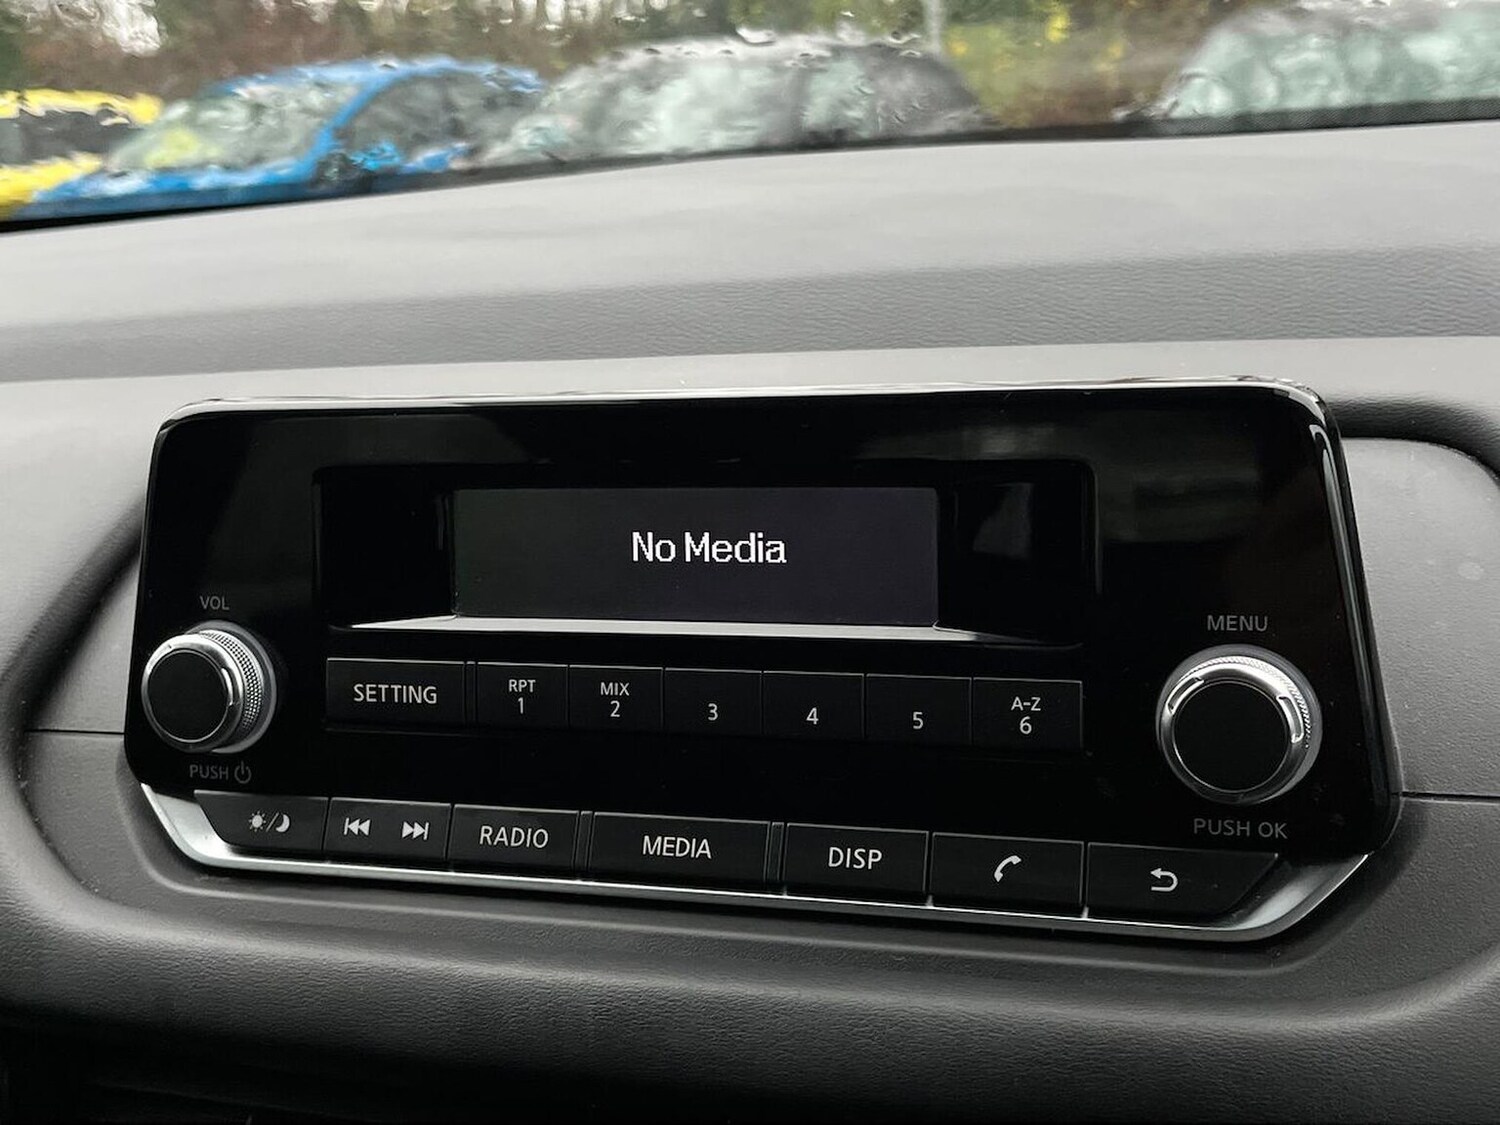 No Media
VOL
MENU
SETTING
RPT
1
MIX
2
3
4
5
A-Z
6
PUSH
PUSH OK
RADIO
MEDIA
DISP